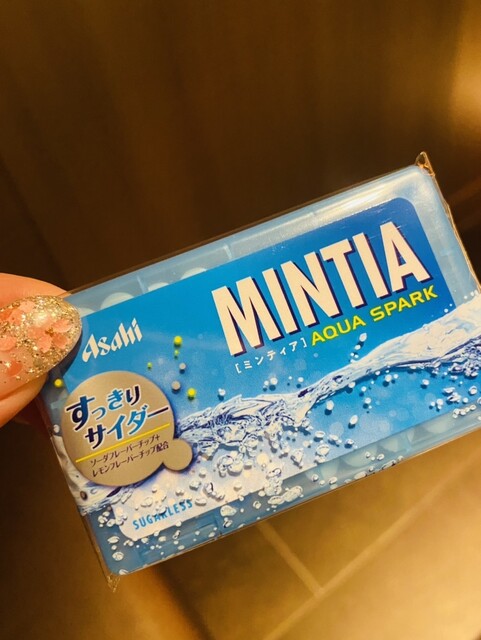 MINTIA
AQUA SPARK
[ミンティア]
Asahi
すっきり
サイダー
ソーダフレーバーチップ+
レモンフレーバーチップ配合
SUGARLESS